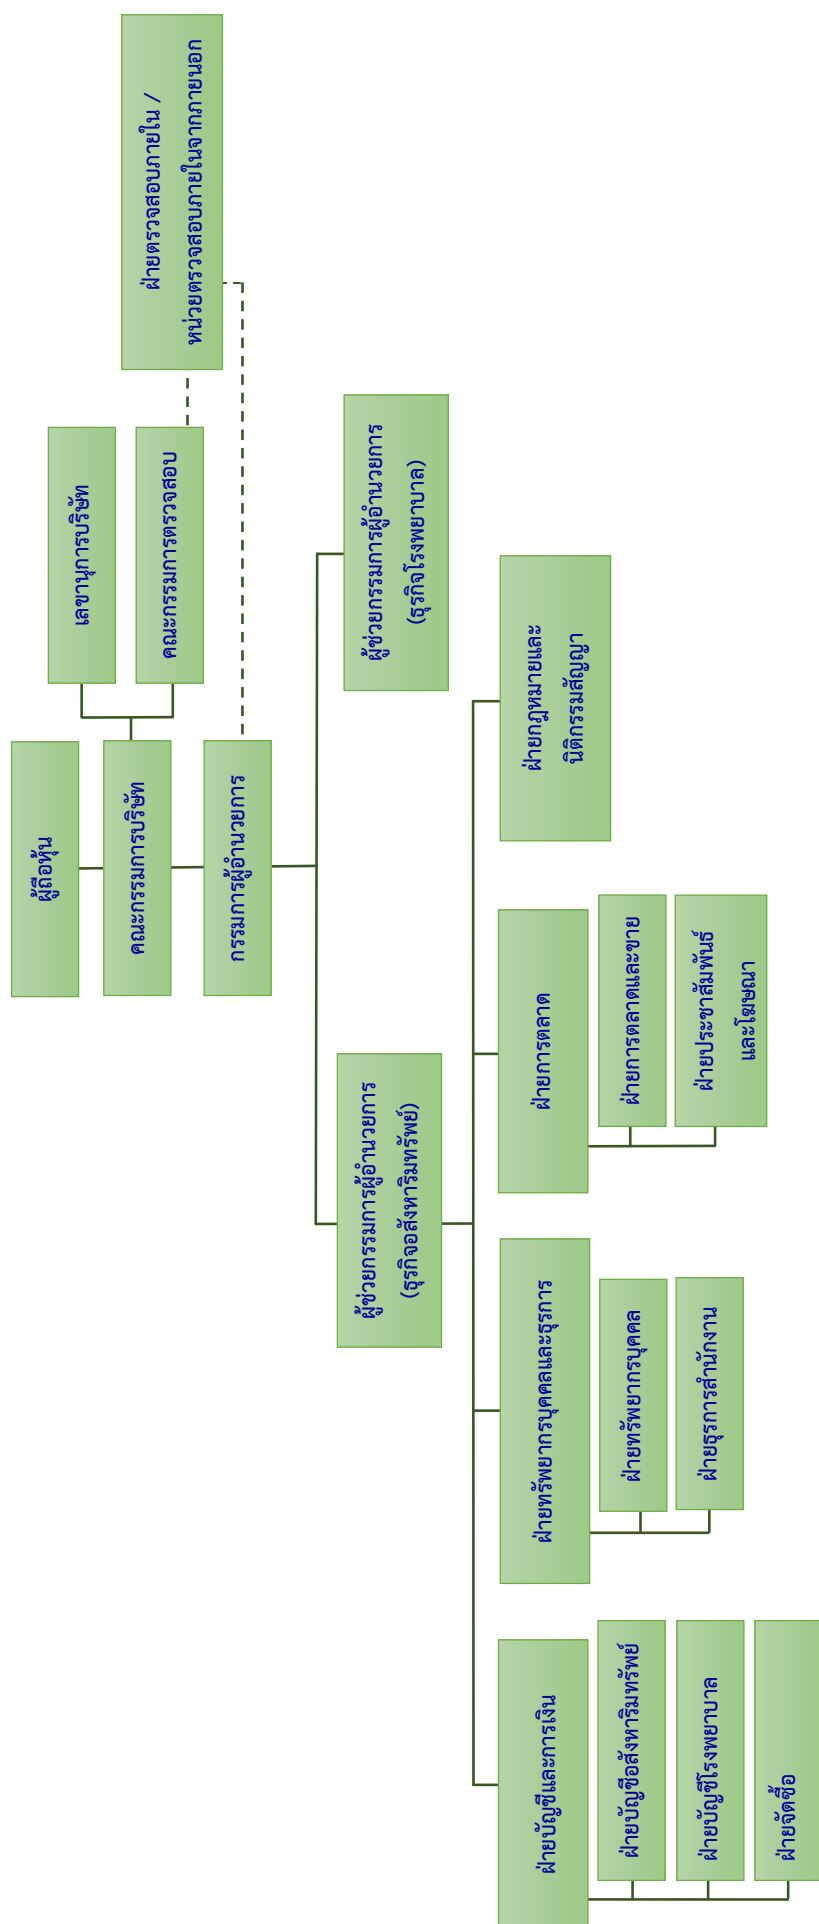 ผู้ถือหุ้น
คณะกรรมการบริษัท
เลขานุการบริษัท
คณะกรรมการตรวจสอบ
ฝ่ายตรวจสอบภายใน /
หน่วยตรวจสอบภายในจากภายนอก
กรรมการผู้อำนวยการ
ผู้ช่วยกรรมการผู้อำนวยการ
(ธุรกิจอสังหาริมทรัพย์)
ผู้ช่วยกรรมการผู้อำนวยการ
(ธุรกิจโรงพยาบาล)
ฝ่ายบัญชีและการเงิน
ฝ่ายบัญชีอสังหาริมทรัพย์
ฝ่ายบัญชีโรงพยาบาล
ฝ่ายจัดซื้อ
ฝ่ายทรัพยากรบุคคลและธุรการ
ฝ่ายทรัพยากรบุคคล
ฝ่ายธุรการสำนักงาน
ฝ่ายการตลาด
ฝ่ายการตลาดและขาย
ฝ่ายประชาสัมพันธ์
และโฆษณา
ฝ่ายกฎหมายและ
นิติกรรมสัญญา